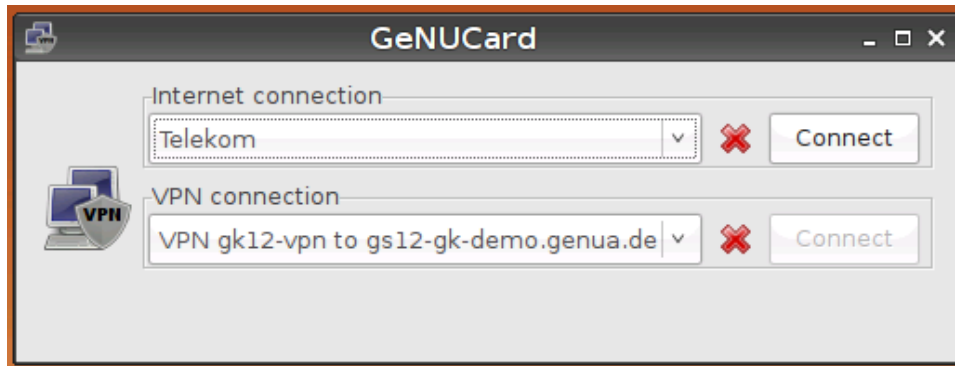 GeNUCard
Internet connection
Telekom
Connect
VPN
VPN connection
VPN gk12-vpn to gs12-gk-demo.genua.de
Connect